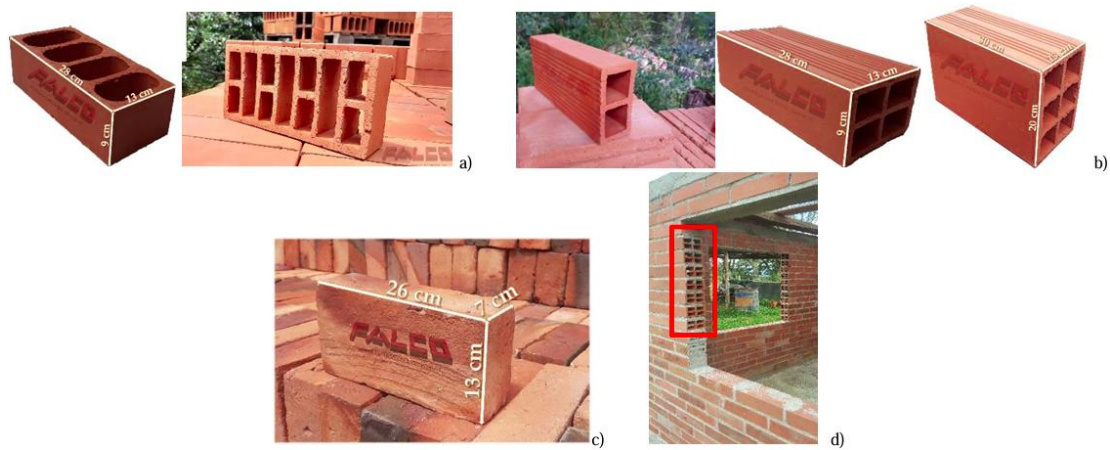 28 cm
13 cm
9 cm
FALCO
FALCO
a)
28 cm
13 cm
9 cm
FALCO
30 cm
20 cm
FALCO
b)
26 cm
7 cm
13 cm
FALCO
c)
d)